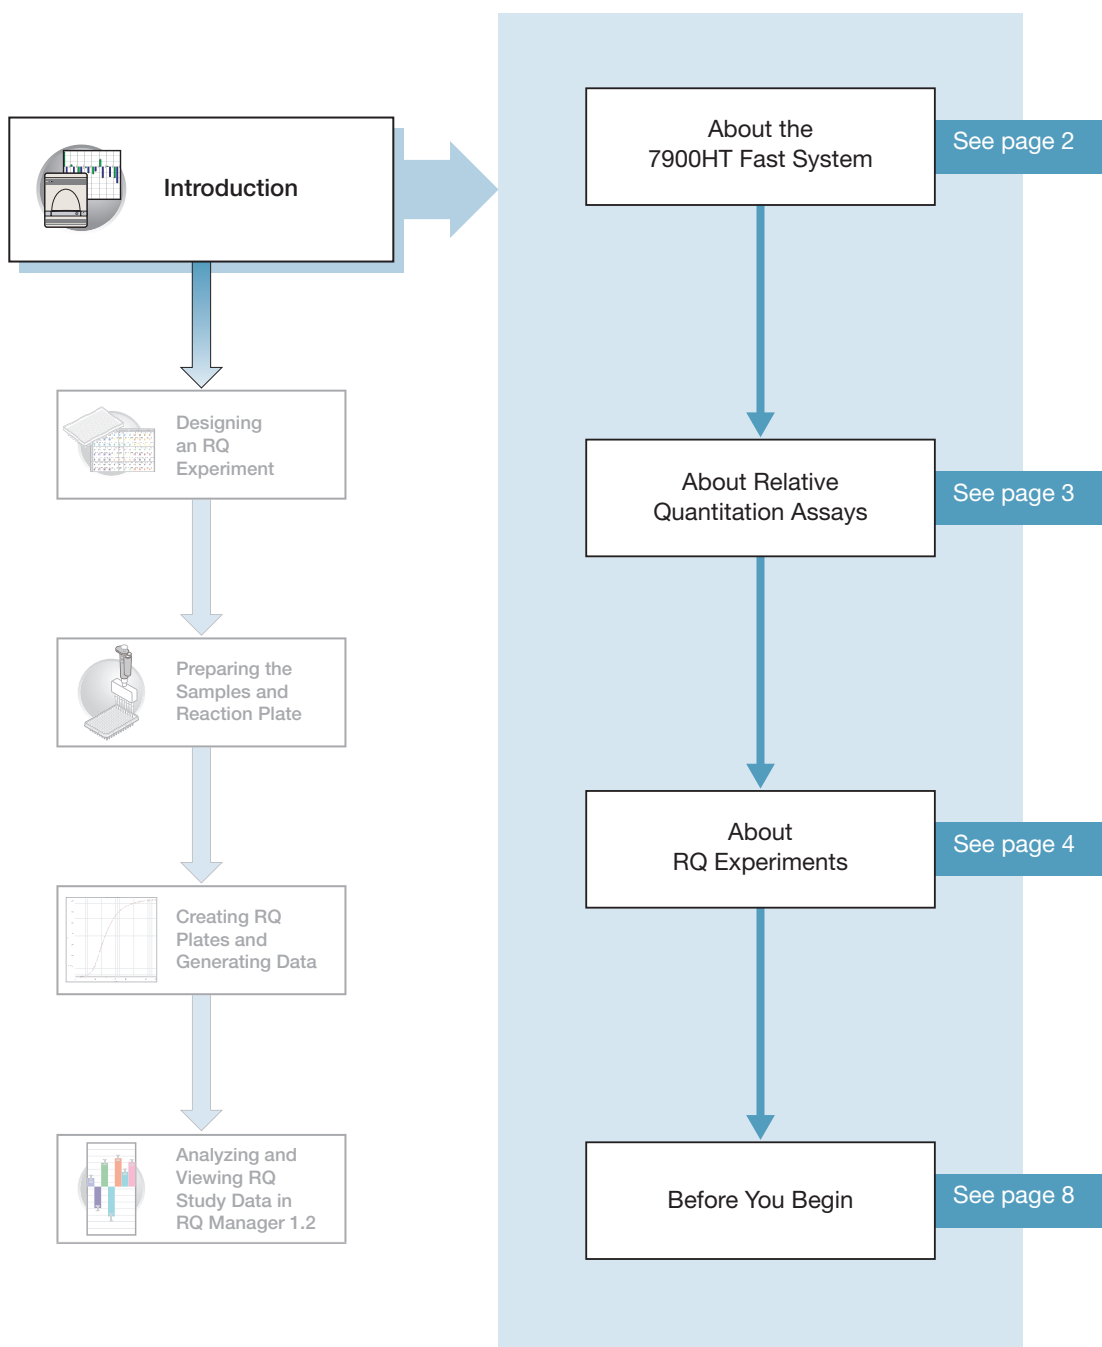 Introduction
Designing
an RQ
Experiment
Preparing the
Samples and
Reaction Plate
Creating RQ
Plates and
Generating Data
Analyzing and
Viewing RQ
Study Data in
RQ Manager 1.2
About the
7900HT Fast System
See page 2
About Relative
Quantitation Assays
See page 3
About
RQ Experiments
See page 4
Before You Begin
See page 8